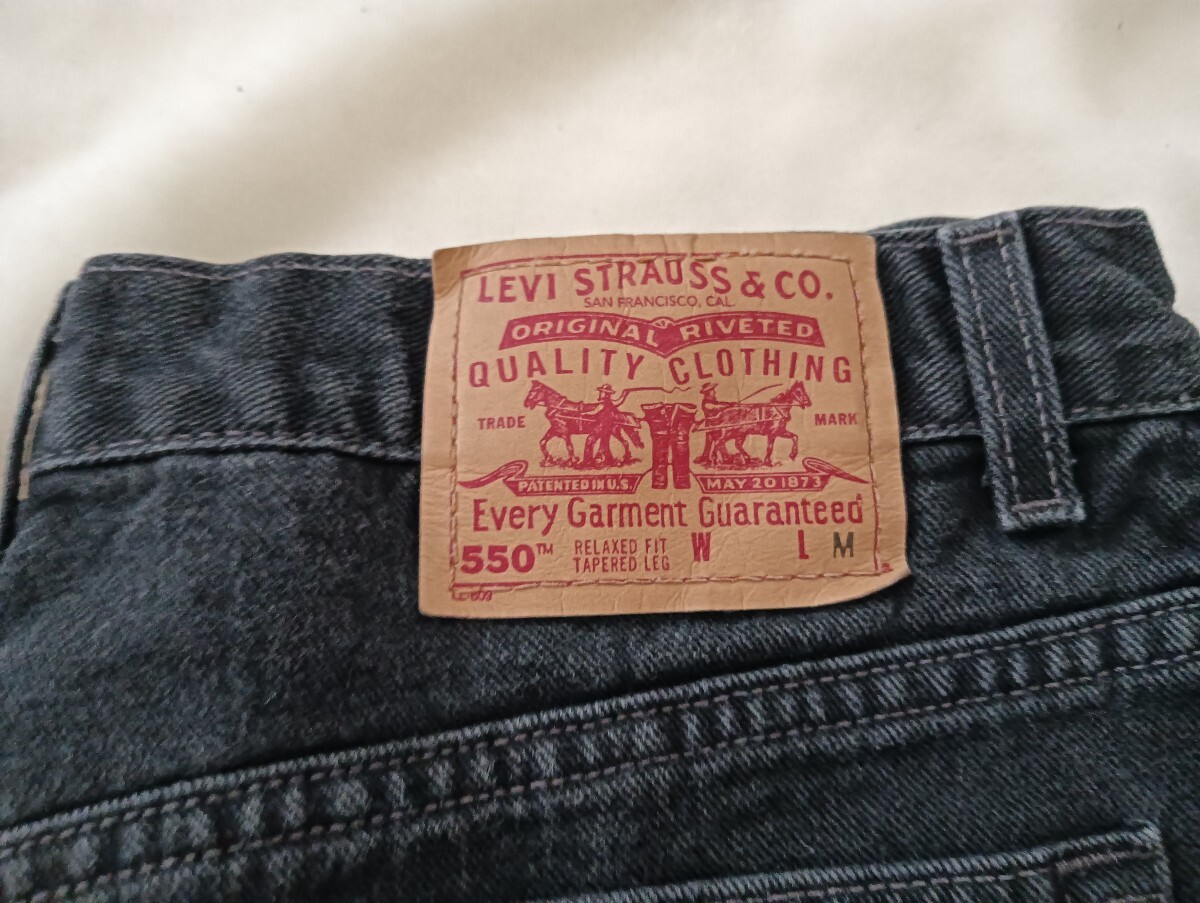 LEVI STRAUSS & CO.
SAN FRANCISCO, CAL.
ORIGINAL RIVETED
QUALITY CLOTHING
TRADE MARK
PATENTED IN U.S. MAY 20 1873
Every Garment Guaranteed
550™ RELAXED FIT W L M
TAPERED LEG